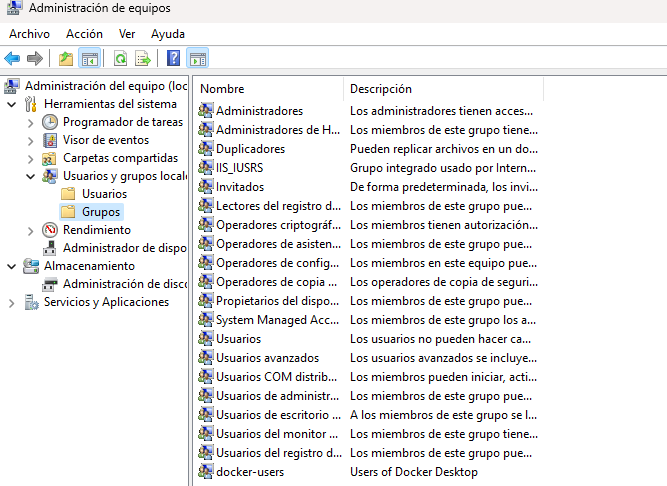 Administración de equipos
Archivo Acción Ver Ayuda
Administración del equipo (loc
Herramientas del sistema
Programador de tareas
Visor de eventos
Carpetas compartidas
Usuarios y grupos locale
Usuarios
Grupos
Rendimiento
Administrador de dispo
Almacenamiento
Administración de disco
Servicios y Aplicaciones
Nombre Descripción
Administradores Los administradores tienen acces...
Administradores de H... Los miembros de este grupo tiene...
Duplicadores Pueden replicar archivos en un do...
IIS_IUSRS Grupo integrado usado por Intern...
Invitados De forma predeterminada, los invi...
Lectores del registro d... Los miembros de este grupo pue...
Operadores criptográf... Los miembros tienen autorización...
Operadores de asisten... Los miembros de este grupo pue...
Operadores de config... Los miembros en este equipo pue...
Operadores de copia ... Los operadores de copia de seguri...
Propietarios del dispo... Los miembros de este grupo pue...
System Managed Acc... Los miembros de este grupo los a...
Usuarios Los usuarios no pueden hacer ca...
Usuarios avanzados Los usuarios avanzados se incluye...
Usuarios COM distrib... Los miembros pueden iniciar, acti...
Usuarios de administr... Los miembros de este grupo pue...
Usuarios de escritorio ... A los miembros de este grupo se l...
Usuarios del monitor ... Los miembros de este grupo tiene...
Usuarios del registro d... Los miembros de este grupo pue...
docker-users Users of Docker Desktop